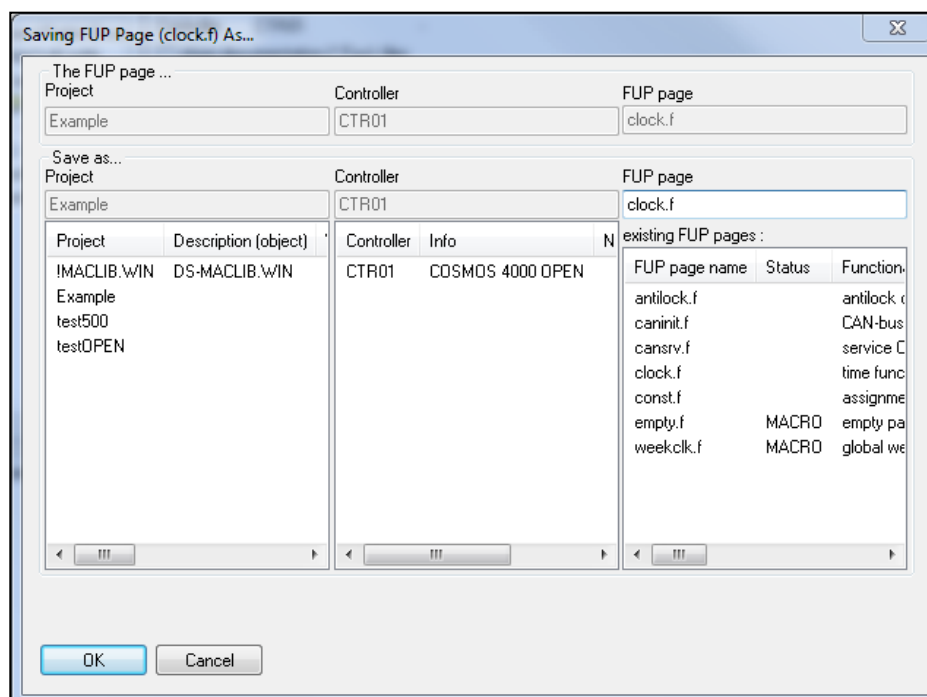 Saving FUP Page (clock.f) As...
The FUP page ...
Project Controller FUP page
Example CTR01 clock.f
Save as...
Project Controller FUP page
Example CTR01 clock.f
existing FUP pages :
Project Description (object) Controller Info N FUP page name Status Function
!MACLIB.WIN DS-MACLIB.WIN CTR01 COSMOS 4000 OPEN
Example
test500
testOPEN
antilock.f antilock
caninit.f CAN-bus
cansrv.f service C
clock.f time func
const.f assignme
empty.f MACRO empty pa
weekclk.f MACRO global we
OK Cancel